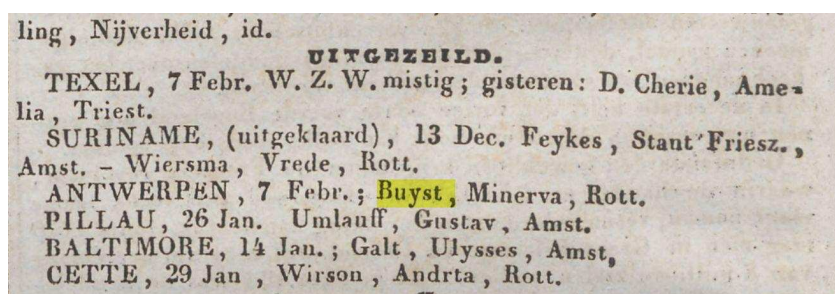 ling, Nijverheid, id.
UITGEZEILD.
TEXEL, 7 Febr. W. Z. W. mistig; gisteren: D. Cherie, Ame-
lia, Triest.
SURINAME, (uitgeklaard), 13 Dec. Feykes, Staat Friesz.,
Amst. - Wiersma, Vrede, Rott.
ANTWERPEN, 7 Febr.; Buyst, Minerva, Rott.
PILLAU, 26 Jan. Umlauff, Gustav, Amst.
BALTIMORE, 14 Jan.; Galt, Ulysses, Amst,
CETTE, 29 Jan, Wirson, Andrta, Rott.